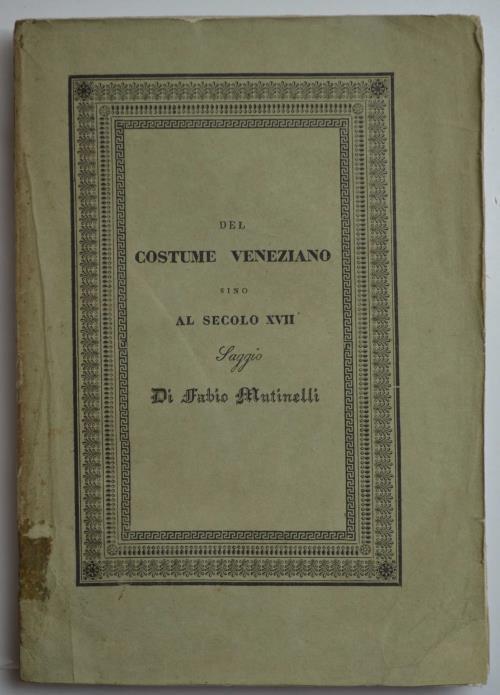 DEL
COSTUME VENEZIANO
SINO
AL SECOLO XVII
Saggio
Di Fabio Mutinelli